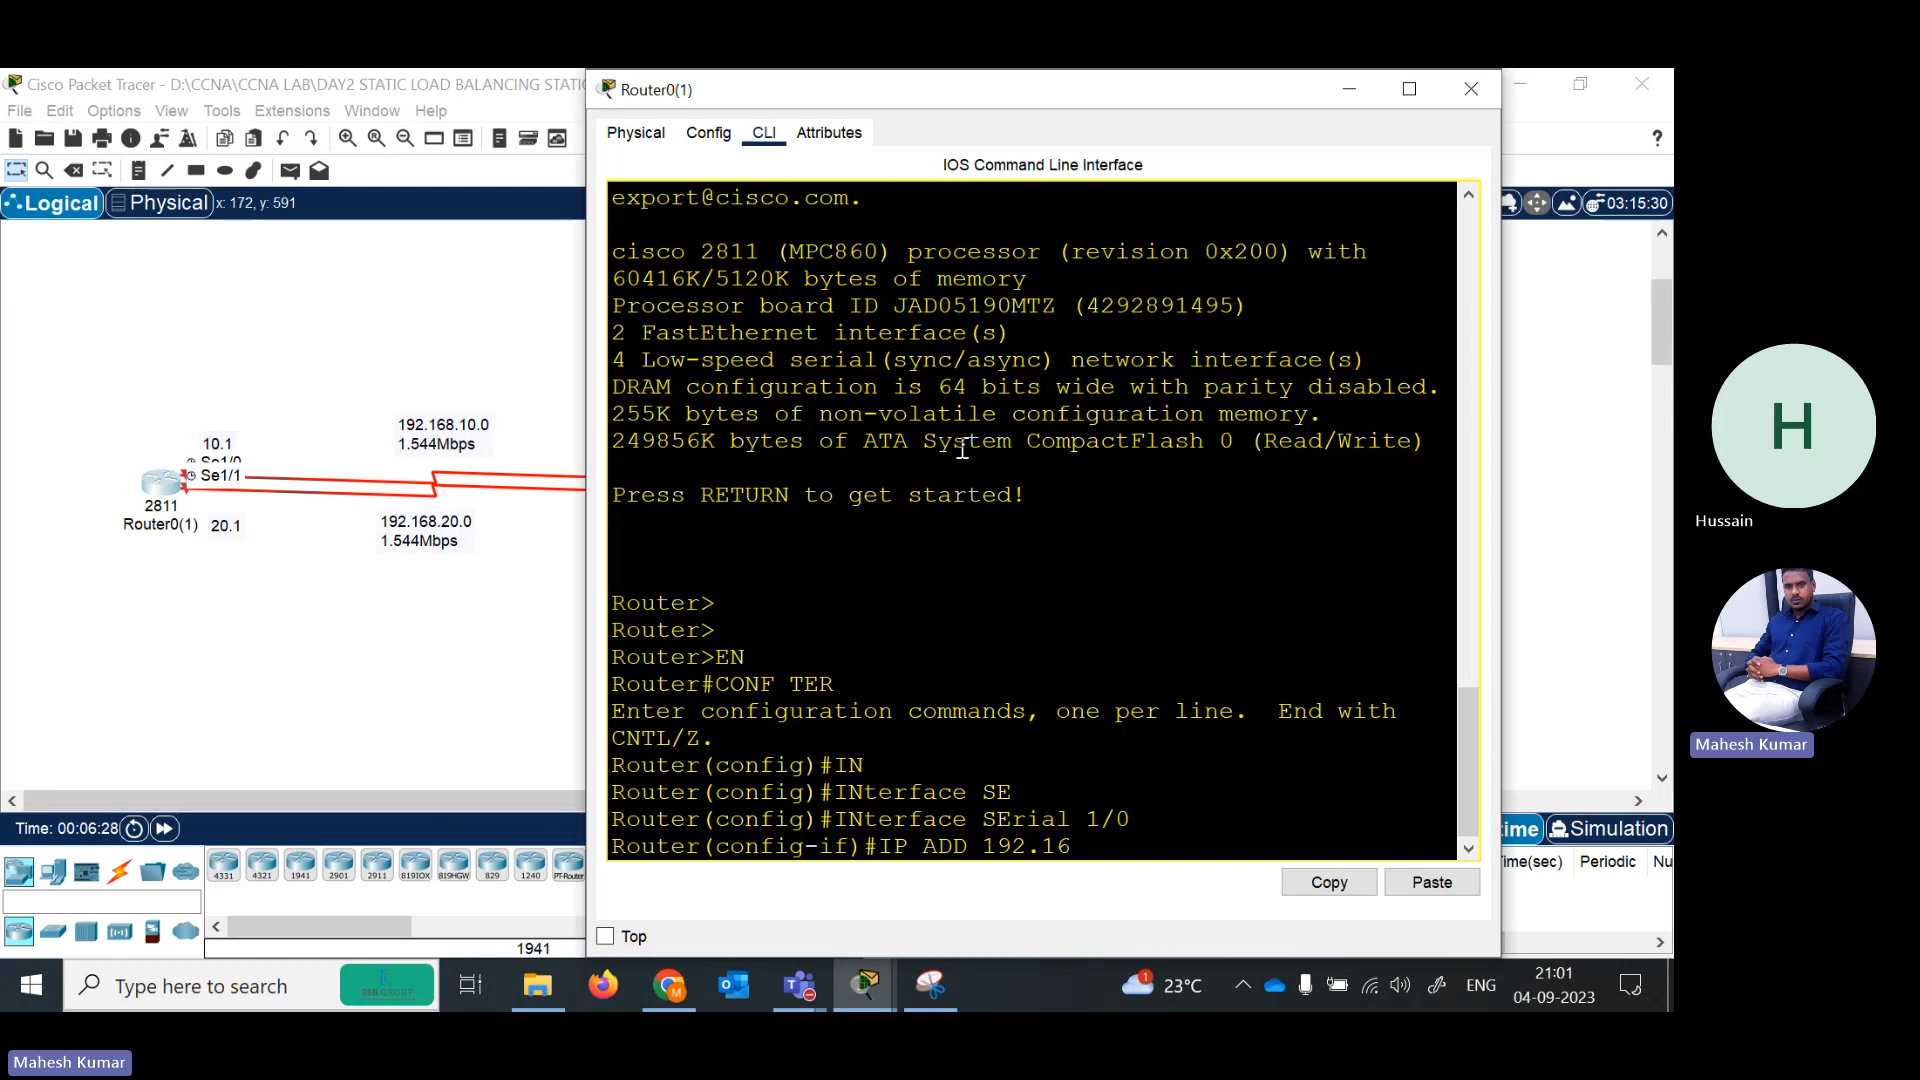 Cisco Packet Tracer - D:\CCNA\CCNA LAB\DAY2 STATIC LOAD BALANCING STATIC
File Edit Options View Tools Extensions Window Help
Logical Physical x: 172, y: 591
03:15:30
Router0(1)
Physical Config CLI Attributes
IOS Command Line Interface
export@cisco.com.
cisco 2811 (MPC860) processor (revision 0x200) with
60416K/5120K bytes of memory
Processor board ID JAD05190MTZ (4292891495)
2 FastEthernet interface(s)
4 Low-speed serial(sync/async) network interface(s)
DRAM configuration is 64 bits wide with parity disabled.
255K bytes of non-volatile configuration memory.
249856K bytes of ATA System CompactFlash 0 (Read/Write)
Press RETURN to get started!
Router>
Router>
Router>EN
Router#CONF TER
Enter configuration commands, one per line.  End with
CNTL/Z.
Router(config)#IN
Router(config)#INterface SE
Router(config)#INterface SErial 1/0
Router(config-if)#IP ADD 192.16
Copy Paste
Top
10.1
Se1/0
Se1/1
2811
Router0(1)
20.1
192.168.10.0
1.544Mbps
192.168.20.0
1.544Mbps
Time: 00:06:28
4331 4321 1941 2901 2911 819IOX 819HGW 829 1240 PT-Router
1941
time Simulation
ime(sec) Periodic Nu
H
Hussain
Mahesh Kumar
Type here to search
PSR GROUP
1
23°C
ENG
21:01
04-09-2023
Mahesh Kumar